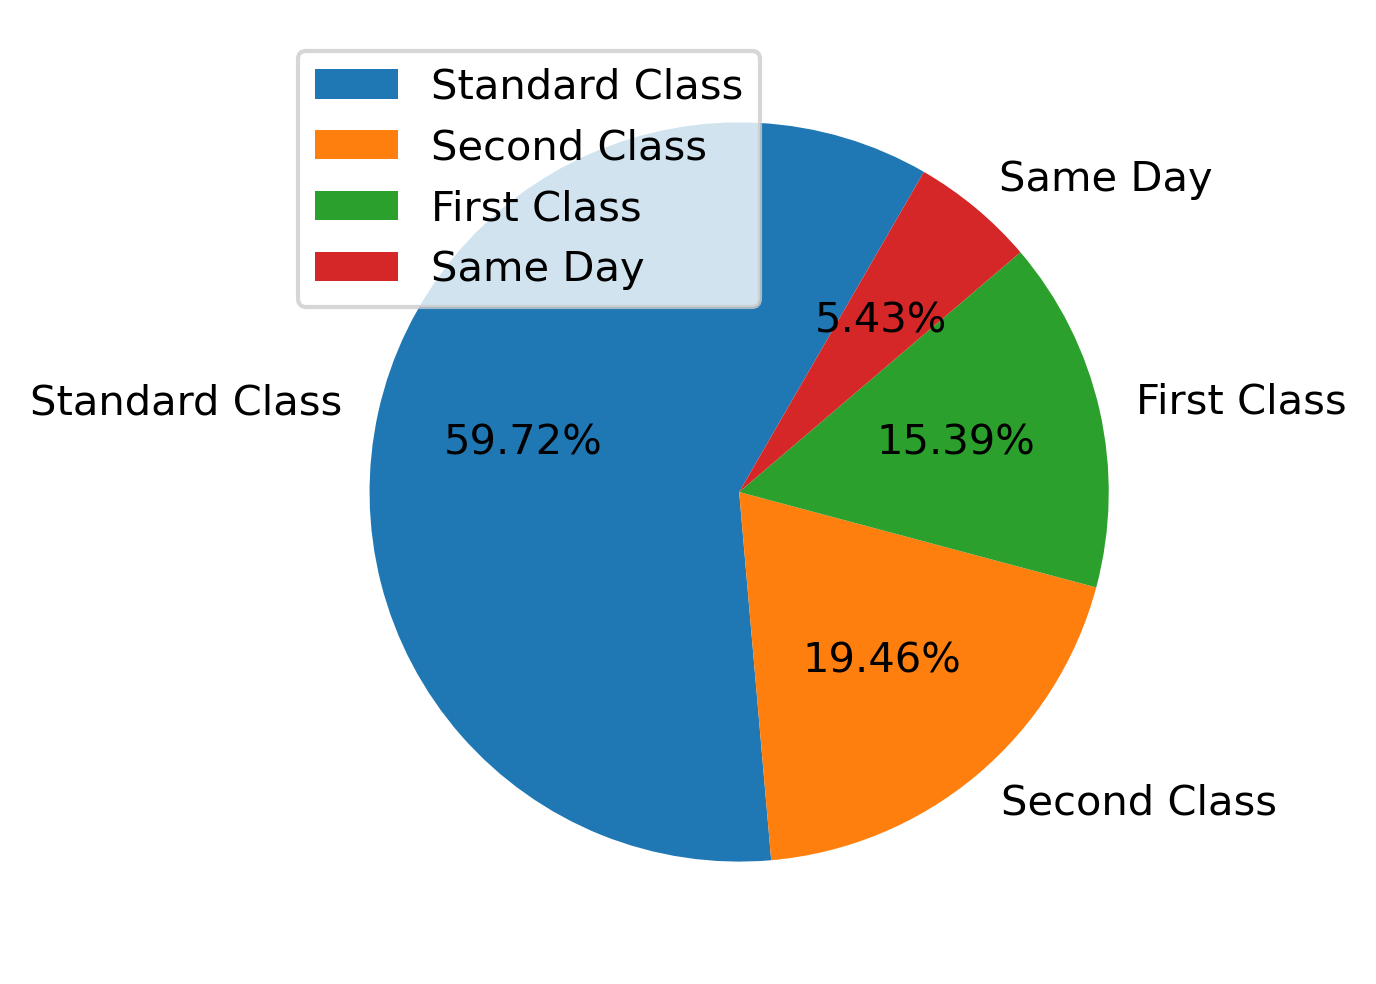 Standard Class
Second Class
First Class
Same Day
Same Day
5.43%
Standard Class
First Class
59.72%
15.39%
19.46%
Second Class